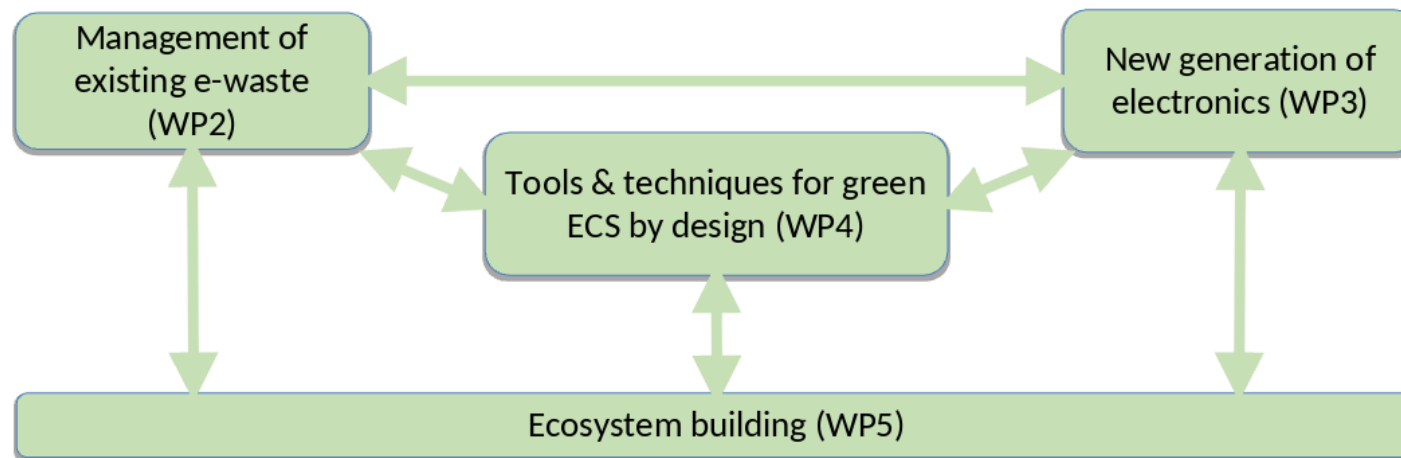 Management of
existing e-waste
(WP2)
New generation of
electronics (WP3)
Tools & techniques for green
ECS by design (WP4)
Ecosystem building (WP5)